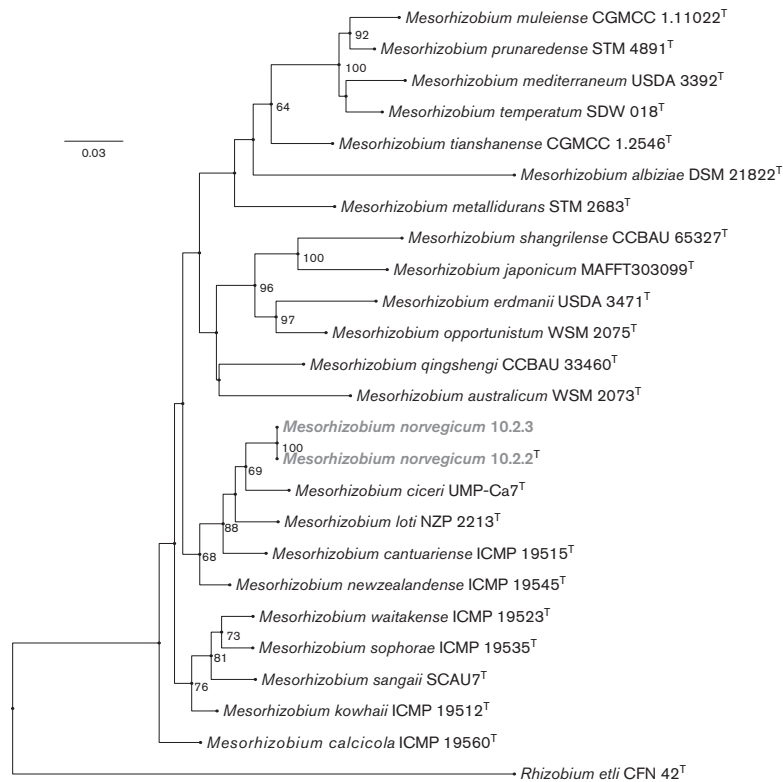 Mesorhizobium muleiense CGMCC 1.11022T
92
Mesorhizobium prunaredense STM 4891T
100
Mesorhizobium mediterraneum USDA 3392T
64
Mesorhizobium temperatum SDW 018T
Mesorhizobium tianshanense CGMCC 1.2546T
0.03
Mesorhizobium albiziae DSM 21822T
Mesorhizobium metallidurans STM 2683T
Mesorhizobium shangrilense CCBAU 65327T
100
Mesorhizobium japonicum MAFFT303099T
96
Mesorhizobium erdmanii USDA 3471T
97
Mesorhizobium opportunistum WSM 2075T
Mesorhizobium qingshengi CCBAU 33460T
Mesorhizobium australicum WSM 2073T
Mesorhizobium norvegicum 10.2.3
100
Mesorhizobium norvegicum 10.2.2T
69
Mesorhizobium ciceri UMP-Ca7T
Mesorhizobium loti NZP 2213T
88
Mesorhizobium cantuariense ICMP 19515T
68
Mesorhizobium newzealandense ICMP 19545T
Mesorhizobium waitakense ICMP 19523T
73
Mesorhizobium sophorae ICMP 19535T
81
Mesorhizobium sangaii SCAU7T
76
Mesorhizobium kowhaii ICMP 19512T
Mesorhizobium calcicola ICMP 19560T
Rhizobium etli CFN 42T